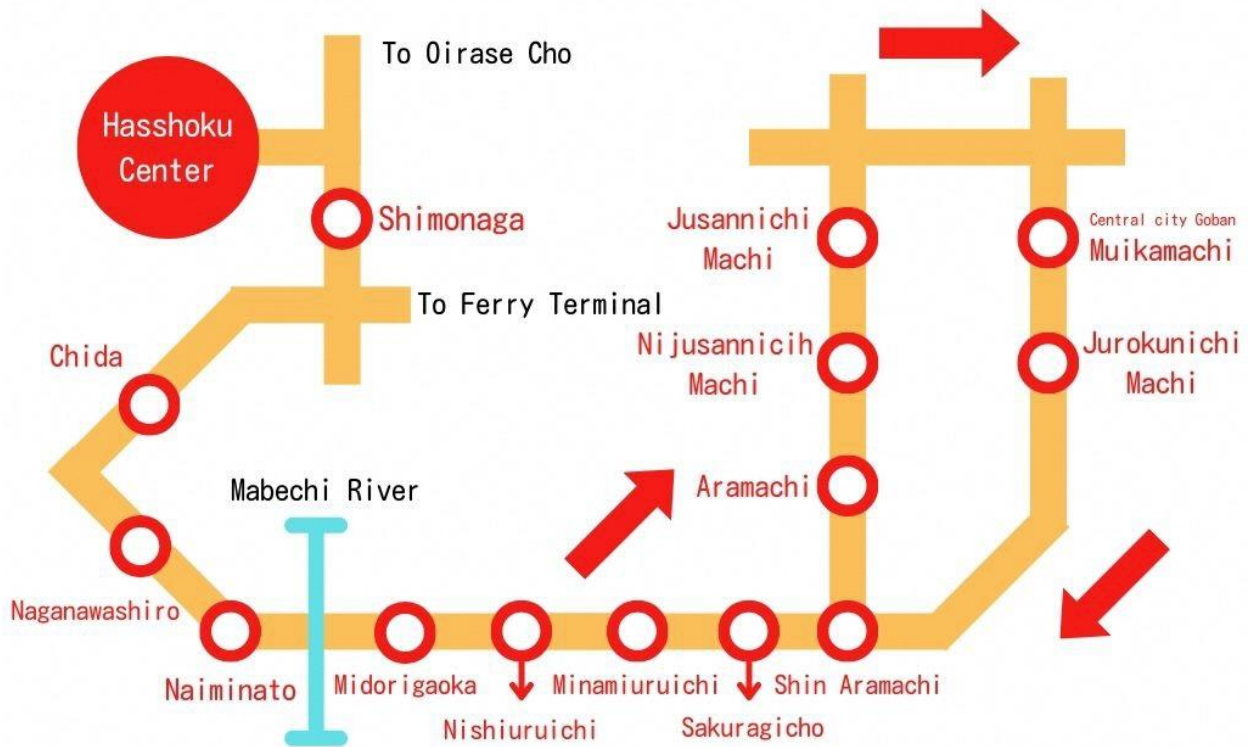 To Oirase Cho
Hasshoku
Center
Shimonaga
Jusannichi
Machi
Central city Goban
Muikamachi
To Ferry Terminal
Chida
Nijusannicih
Machi
Jurokunichi
Machi
Mabechi River
Aramachi
Naganawashiro
Naiminato
Midorigaoka
Minamiuruichi
Shin Aramachi
Nishiuruichi
Sakuragicho